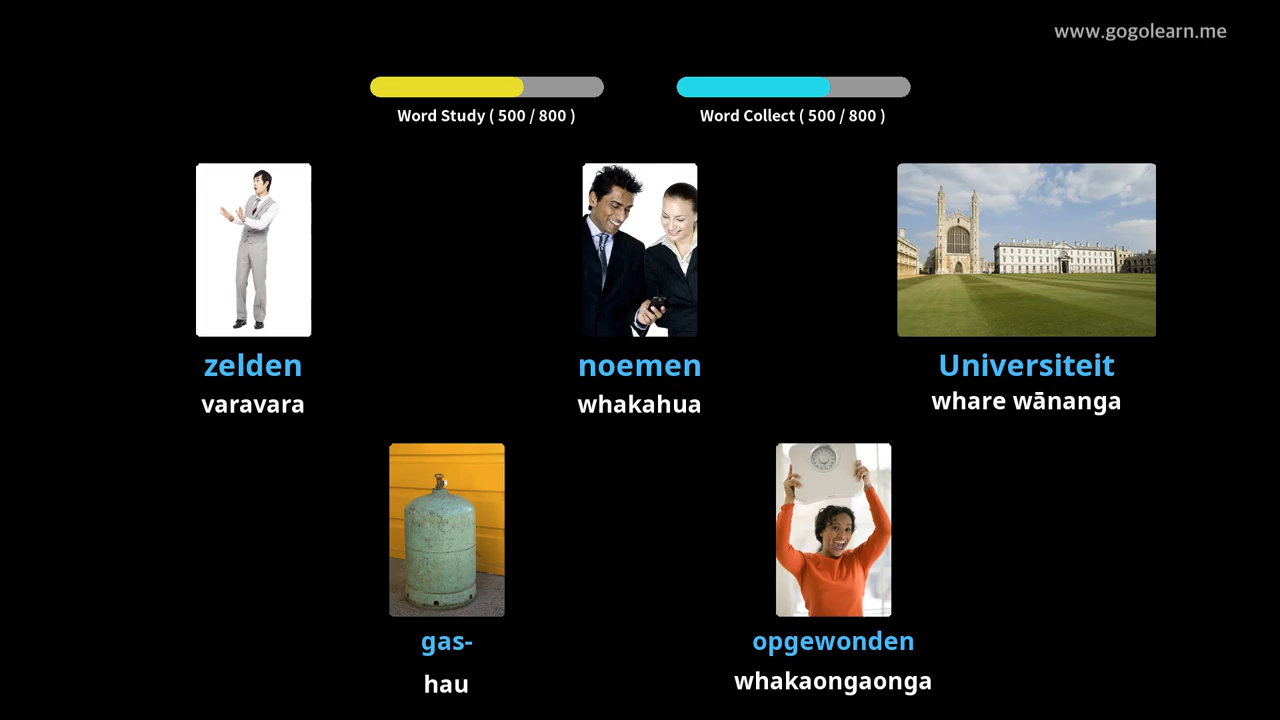 www.gogolearn.me
Word Study ( 500 / 800 )
Word Collect ( 500 / 800 )
zelden
varavara
noemen
whakahua
Universiteit
whare wānanga
gas-
hau
opgewonden
whakaongaonga